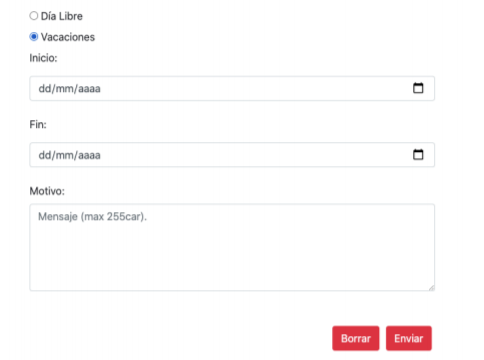 Día Libre
Vacaciones
Inicio:
dd/mm/aaaa
Fin:
dd/mm/aaaa
Motivo:
Mensaje (max 255car).
Borrar Enviar